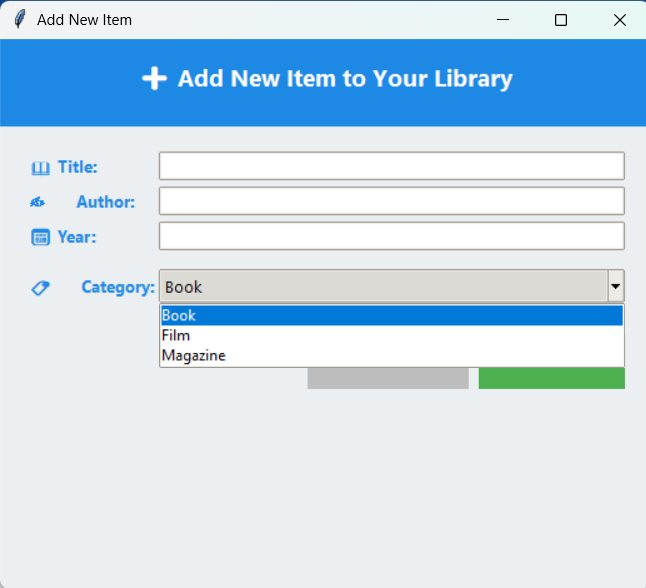 Add New Item
Add New Item to Your Library
Title:
Author:
Year:
Category: Book
Book
Film
Magazine